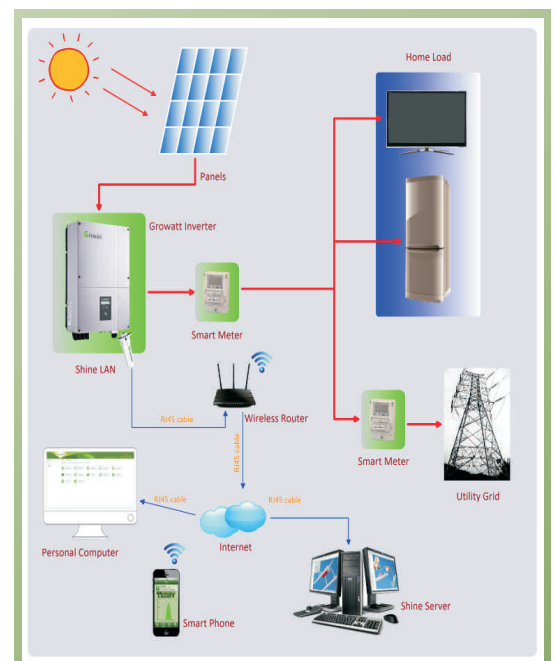 Home Load
Panels
Growatt Inverter
Smart Meter
Shine LAN
RJ45 cable
Wireless Router
RJ45 cable
Smart Meter
Utility Grid
RJ45 cable
RJ45 cable
Personal Computer
Internet
Shine Server
Smart Phone